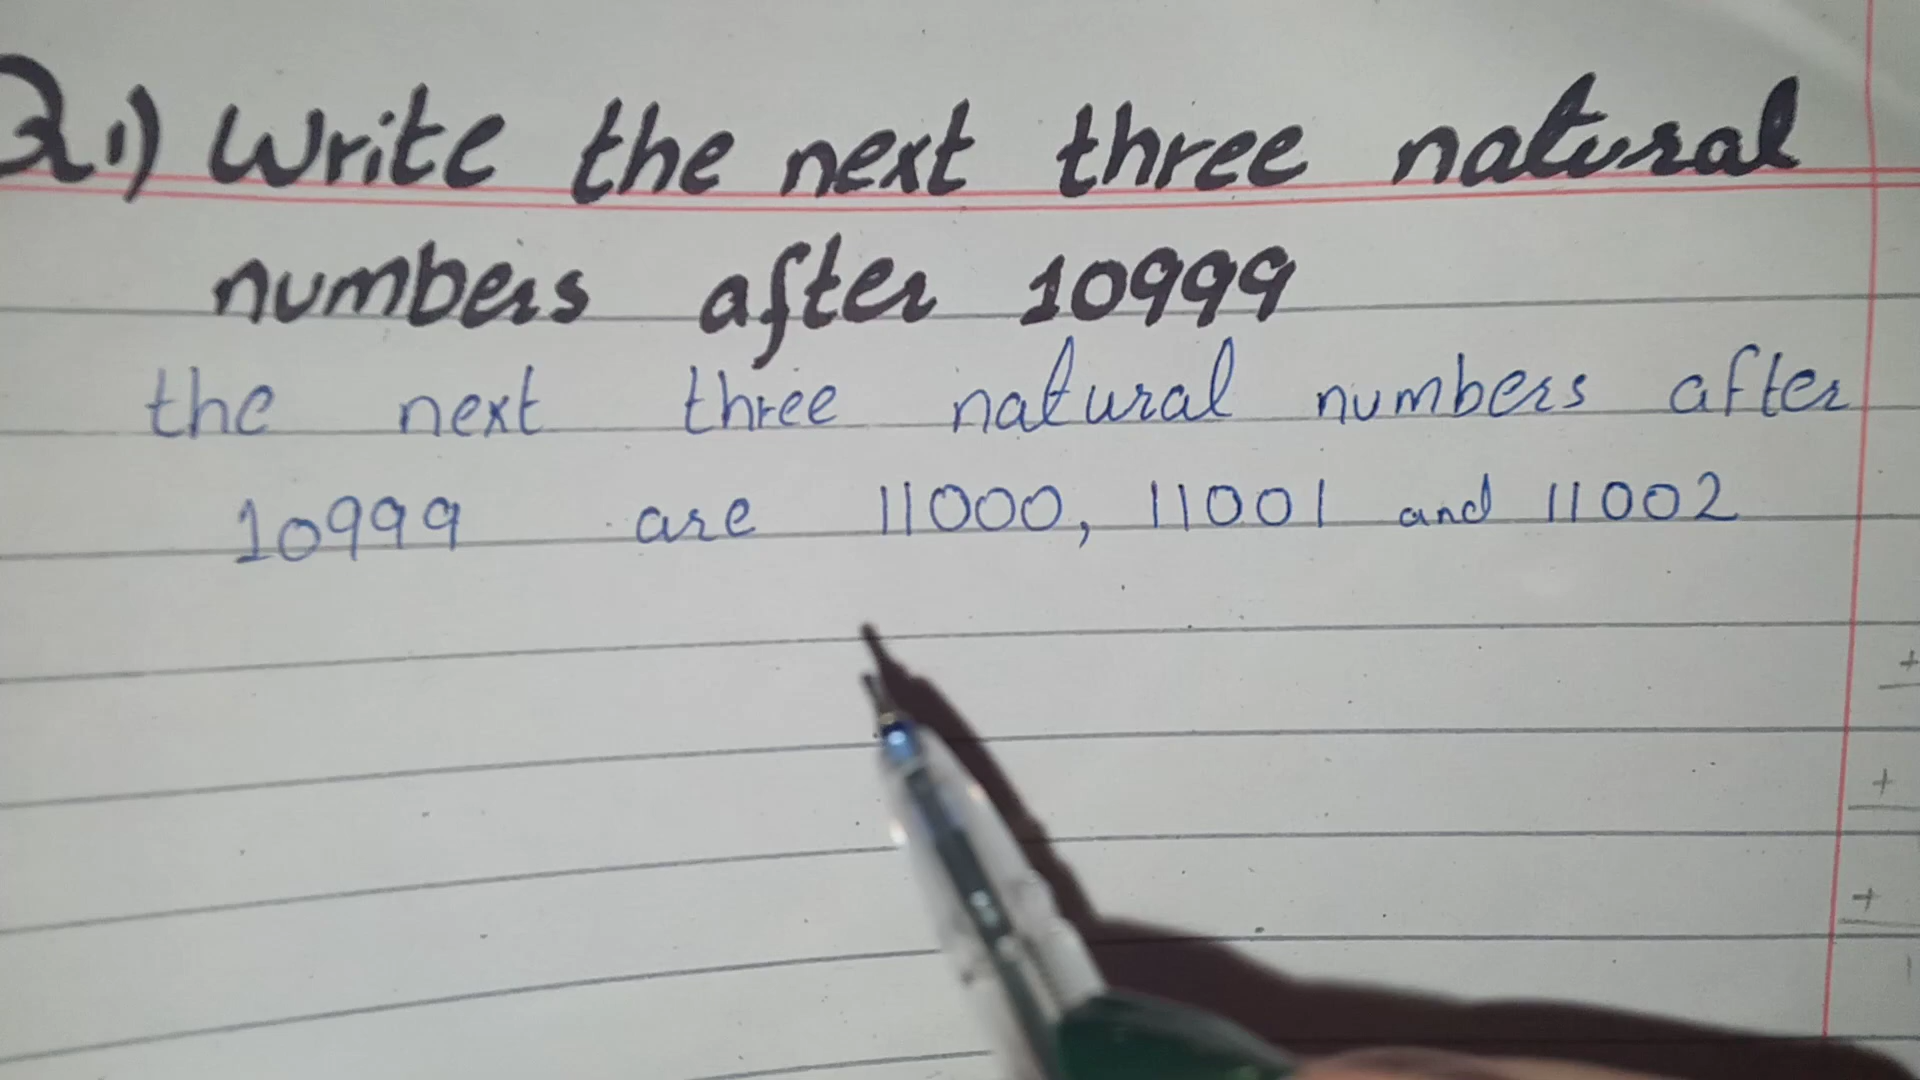 Q1) Write the next three natural
numbers after 10999
the next three natural numbers after
10999 are 11000, 11001 and 11002
+
+
+